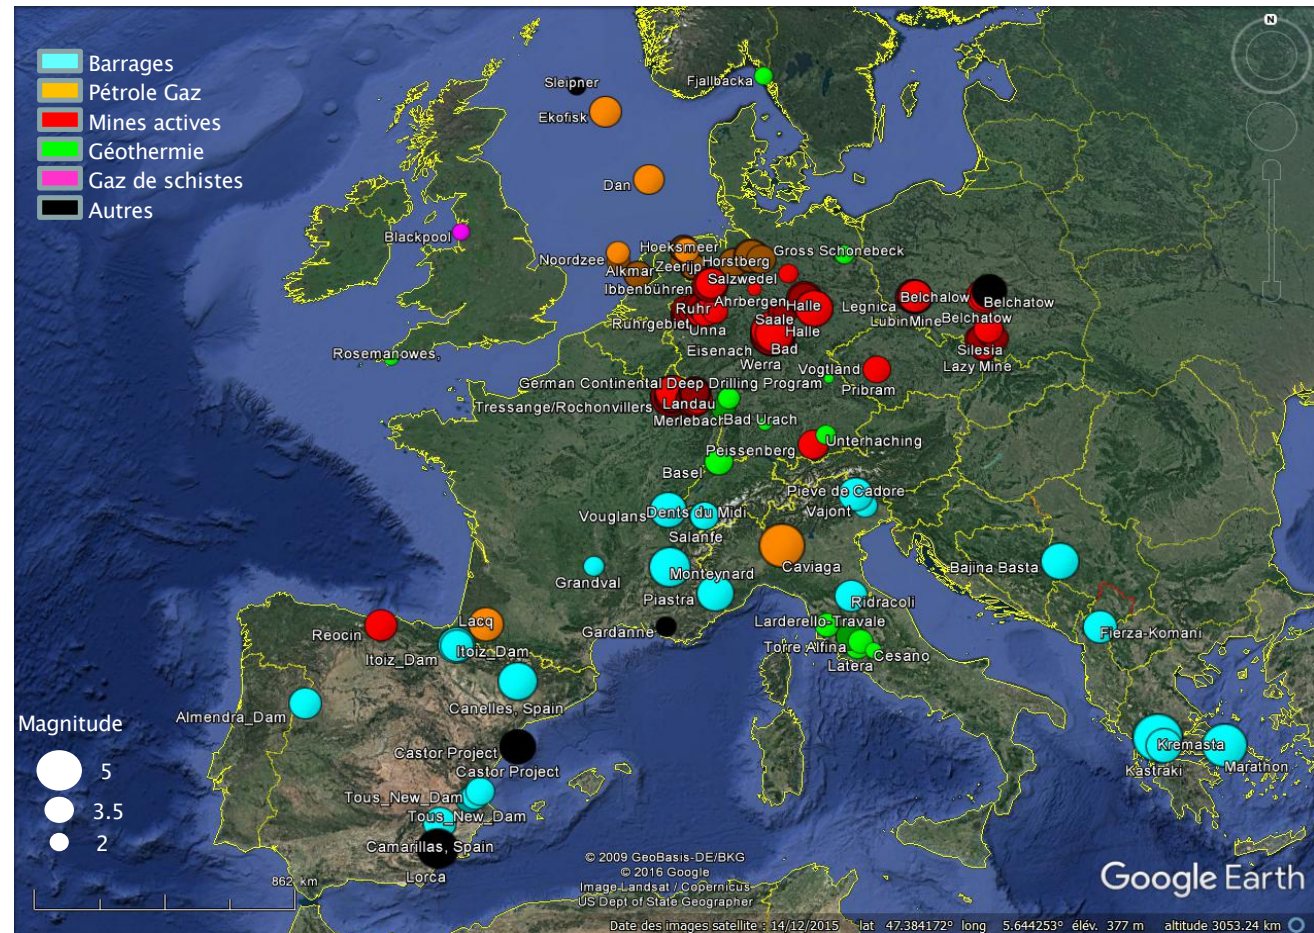 N
Barrages
Pétrole Gaz
Mines actives
Géothermie
Gaz de schistes
Autres
Sleipner
Fjallbacka
Ekofisk
Dan
Blackpool
Hoeksmeer
Gross Schonebeck
Noordzee
Zeerijp
Horstberg
Alkmar
Salzwedel
Ibbenbühren
Ahrbergen
Halle
Legnica
Belchalow
Belchatow
Ruhr
Ruhrgebiet
Unna
Saale
Halle
LubinMine
Belchatow
Rosemanowes,
Eisenach
Bad
Werra
Silesia
Lazy Mine
Vogtland
Pribram
German Continental Deep Drilling Program
Tressange/Rochonvillers
Landau
Merlebach
Bad Urach
Unterhaching
Peissenberg
Basel
Pieve de Cadore
Vajont
Vouglans
Dents du Midi
Salanfe
Grandval
Monteynard
Caviaga
Bajina Basta
Piastra
Ridracoli
Reocin
Lacq
Gardanne
Larderello-Travale
Fierza-Komani
Itoiz_Dam
Itoiz_Dam
Torre Alfina
Cesano
Latera
Canelles, Spain
Almendra_Dam
Magnitude
5
3.5
2
Castor Project
Castor Project
Kremasta
Kastraki
Marathon
Tous_New_Dam
Tous_New_Dam
Camarillas, Spain
Lorca
862 km
© 2009 GeoBasis-DE/BKG
© 2016 Google
Image Landsat / Copernicus
US Dept of State Geographer
Google Earth
Date des images satellite : 14/12/2015 lat 47.384172° long 5.644253° élév. 377 m altitude 3053.24 km